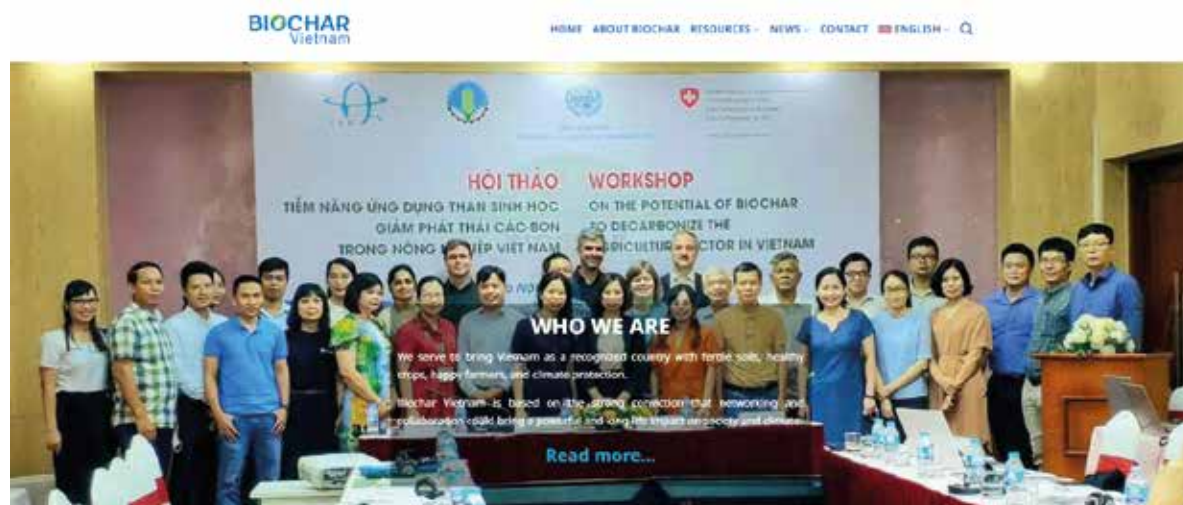 BIOCHAR
Vietnam
HOME ABOUT BIOCHAR RESOURCES NEWS CONTACT ENGLISH
HỘI THẢO
TIỀM NĂNG ỨNG DỤNG THAN SINH HỌC
GIẢM PHÁT THẢI CÁC-BON
TRONG NÔNG VIỆT NAM
WORKSHOP
ON THE POTENTIAL OF BIOCHAR
TO DECARBONIZE THE
IN VIETNAM
WHO WE ARE
We serve to bring Vietnam as a recognized country with fertile soils, healthy
crops, happy farmers, and climate protection.
Biochar Vietnam is based on the strong conviction that networking and
collaboration could bring a powerful and long life impact on society and climate
Read more...